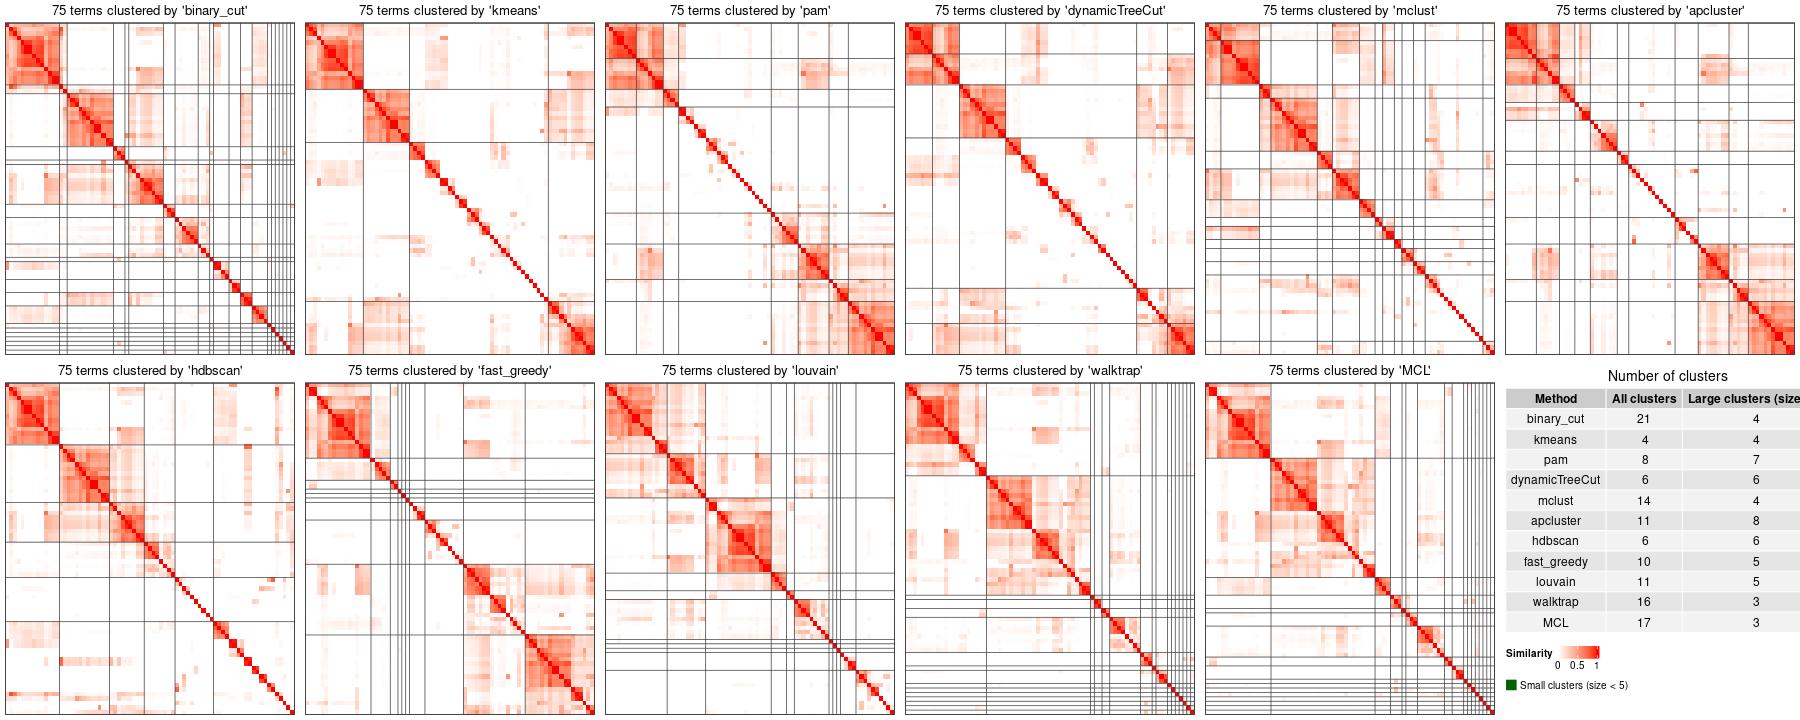 75 terms clustered by 'binary_cut'
75 terms clustered by 'kmeans'
75 terms clustered by 'pam'
75 terms clustered by 'dynamicTreeCut'
75 terms clustered by 'mclust'
75 terms clustered by 'apcluster'
75 terms clustered by 'hdbscan'
75 terms clustered by 'fast_greedy'
75 terms clustered by 'louvain'
75 terms clustered by 'walktrap'
75 terms clustered by 'MCL'
Number of clusters
Method All clusters Large clusters (size
binary_cut 21 4
kmeans 4 4
pam 8 7
dynamicTreeCut 6 6
mclust 14 4
apcluster 11 8
hdbscan 6 6
fast_greedy 10 5
louvain 11 5
walktrap 16 3
MCL 17 3
Similarity
0 0.5 1
Small clusters (size < 5)